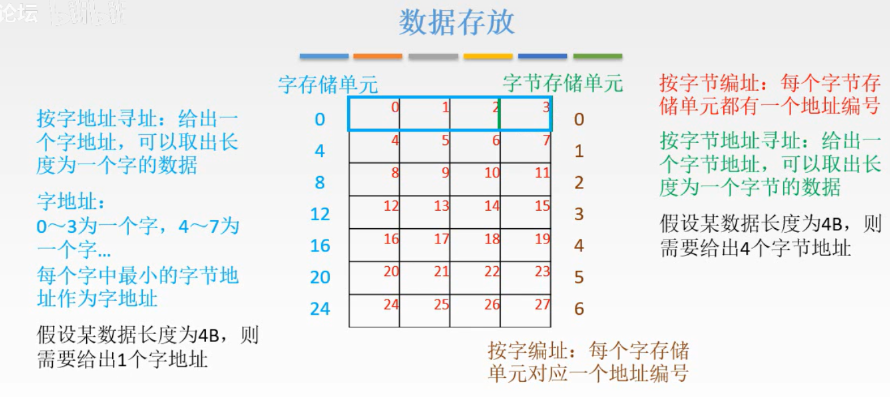 论坛
数据存放
字存储单元
字节存储单元
按字地址寻址：给出一
个字地址，可以取出长
度为一个字的数据
字地址：
0～3为一个字，4～7为
一个字...
每个字中最小的字节地
址作为字地址
假设某数据长度为4B，则
需要给出1个字地址
0 0 1 2 3 0
4 4 5 6 7 1
8 8 9 10 11 2
12 12 13 14 15 3
16 16 17 18 19 4
20 20 21 22 23 5
24 24 25 26 27 6
按字节编址：每个字节存
储单元都有一个地址编号
按字节地址寻址：给出一
个字节地址，可以取出长
度为一个字节的数据
假设某数据长度为4B，则
需要给出4个字节地址
按字编址：每个字存储
单元对应一个地址编号